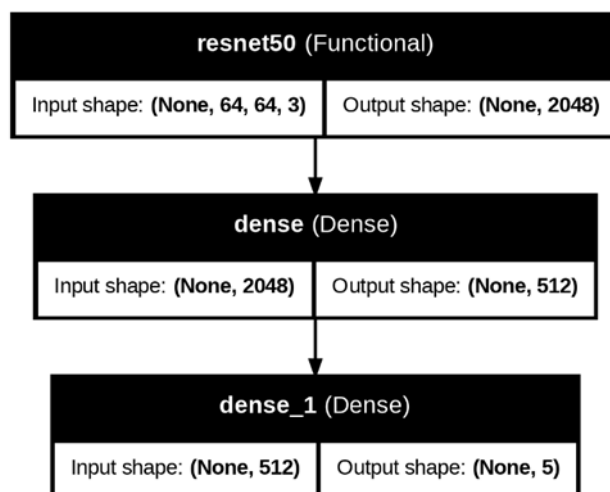 resnet50 (Functional)
Input shape: (None, 64, 64, 3) Output shape: (None, 2048)
dense (Dense)
Input shape: (None, 2048) Output shape: (None, 512)
dense_1 (Dense)
Input shape: (None, 512) Output shape: (None, 5)